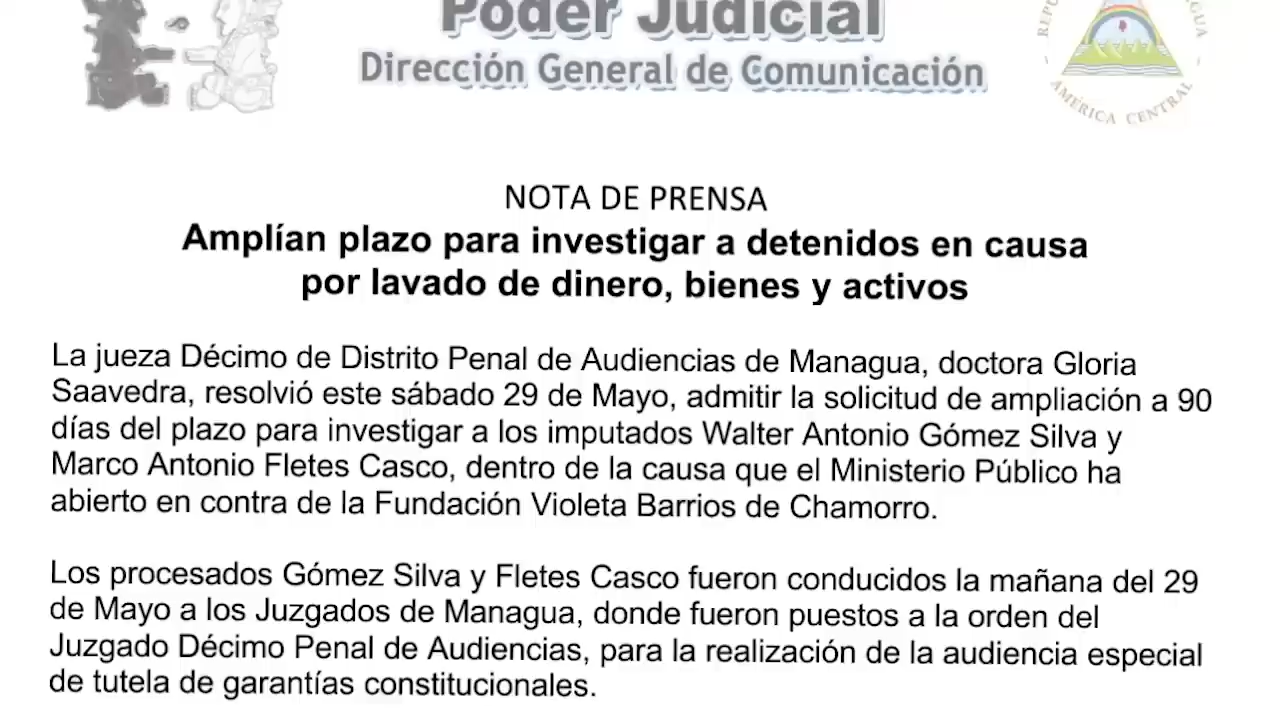 Poder Judicial
Dirección General de Comunicación
AMÉRICA CENTRAL
NOTA DE PRENSA
Amplían plazo para investigar a detenidos en causa
por lavado de dinero, bienes y activos
La jueza Décimo de Distrito Penal de Audiencias de Managua, doctora Gloria
Saavedra, resolvió este sábado 29 de Mayo, admitir la solicitud de ampliación a 90
días del plazo para investigar a los imputados Walter Antonio Gómez Silva y
Marco Antonio Fletes Casco, dentro de la causa que el Ministerio Público ha
abierto en contra de la Fundación Violeta Barrios de Chamorro.
Los procesados Gómez Silva y Fletes Casco fueron conducidos la mañana del 29
de Mayo a los Juzgados de Managua, donde fueron puestos a la orden del
Juzgado Décimo Penal de Audiencias, para la realización de la audiencia especial
de tutela de garantías constitucionales.